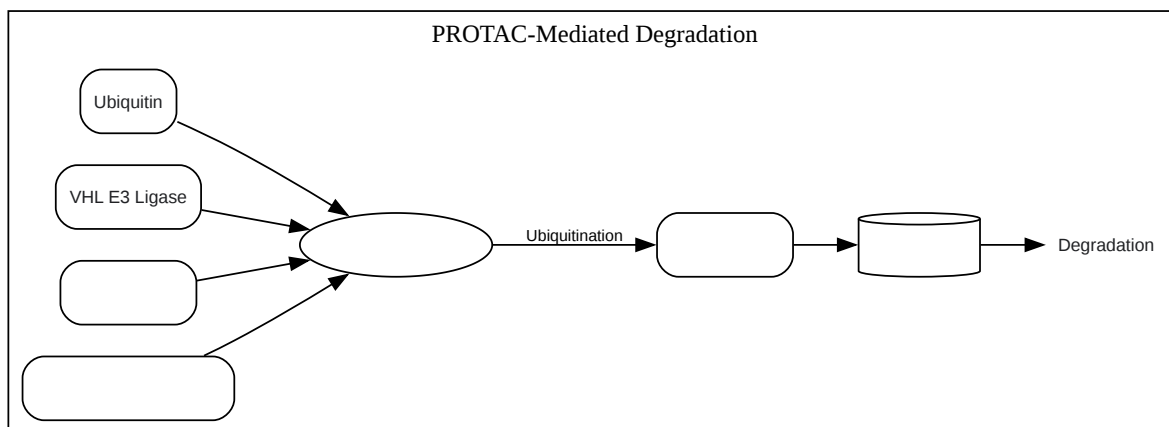 PROTAC-Mediated Degradation
Ubiquitin
VHL E3 Ligase
Ubiquitination
Degradation